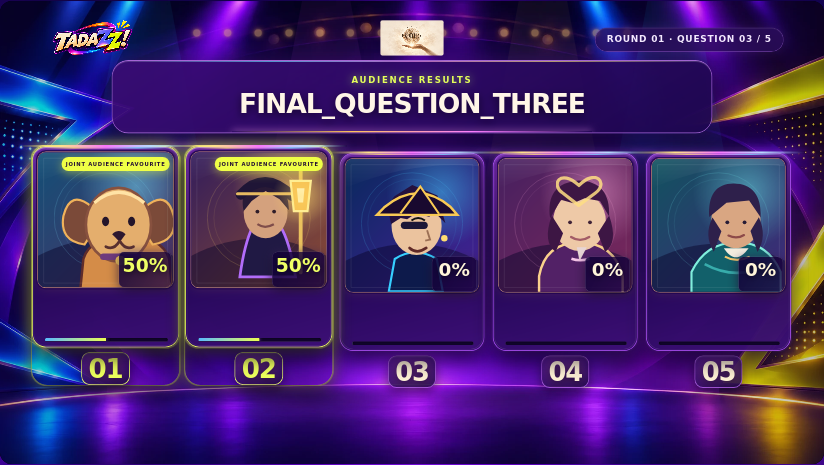 TADAZZ!
ROUND 01 · QUESTION 03 / 5
AUDIENCE RESULTS
FINAL_QUESTION_THREE
JOINT AUDIENCE FAVOURITE
JOINT AUDIENCE FAVOURITE
50%
50%
0%
0%
0%
01
02
03
04
05